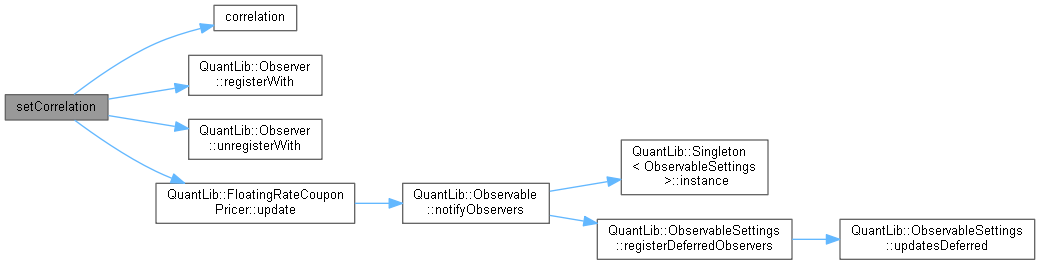 correlation
QuantLib::Observer
::registerWith
setCorrelation
QuantLib::Observer
::unregisterWith
QuantLib::Singleton
< ObservableSettings
>::instance
QuantLib::FloatingRateCoupon
Pricer::update
QuantLib::Observable
::notifyObservers
QuantLib::ObservableSettings
::registerDeferredObservers
QuantLib::ObservableSettings
::updatesDeferred